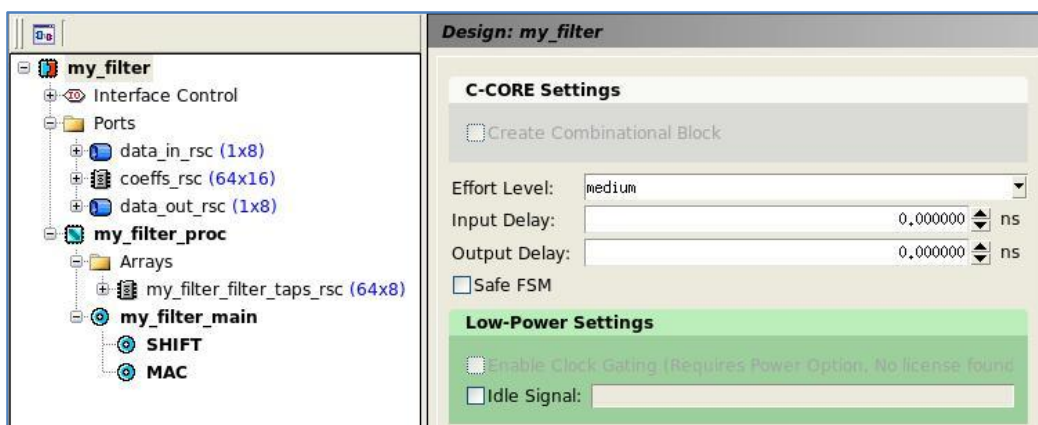 my_filter
Interface Control
Ports
data_in_rsc (1x8)
coeffs_rsc (64x16)
data_out_rsc (1x8)
my_filter_proc
Arrays
my_filter_filter_taps_rsc (64x8)
my_filter_main
SHIFT
MAC
Design: my_filter
C-CORE Settings
Create Combinational Block
Effort Level: medium
Input Delay: 0.000000 ns
Output Delay: 0.000000 ns
Safe FSM
Low-Power Settings
Enable Clock Gating (Requires Power Option, No license found
Idle Signal: